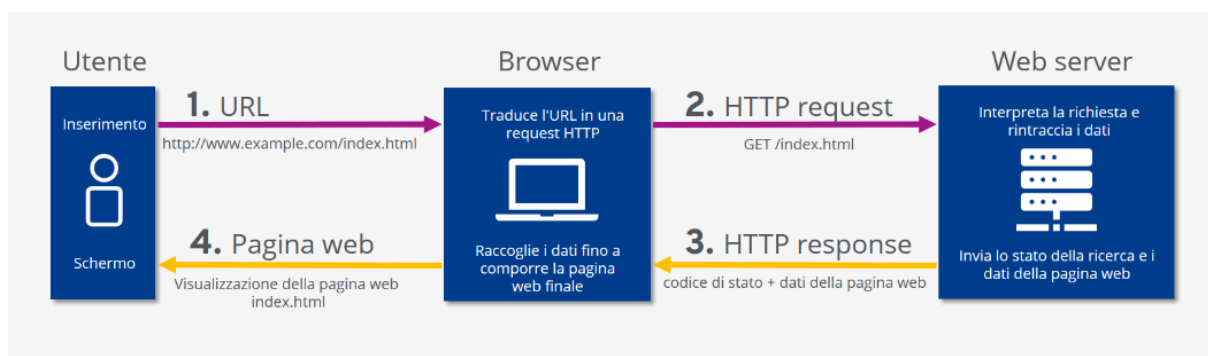 Utente
Browser
Web server
Inserimento
Schermo
1. URL
http://www.example.com/index.html
4. Pagina web
Visualizzazione della pagina web
index.html
Traduce l'URL in una
request HTTP
Raccoglie i dati fino a
comporre la pagina
web finale
2. HTTP request
GET /index.html
3. HTTP response
codice di stato + dati della pagina web
Interpreta la richiesta e
rintraccia i dati
Invia lo stato della ricerca e i
dati della pagina web